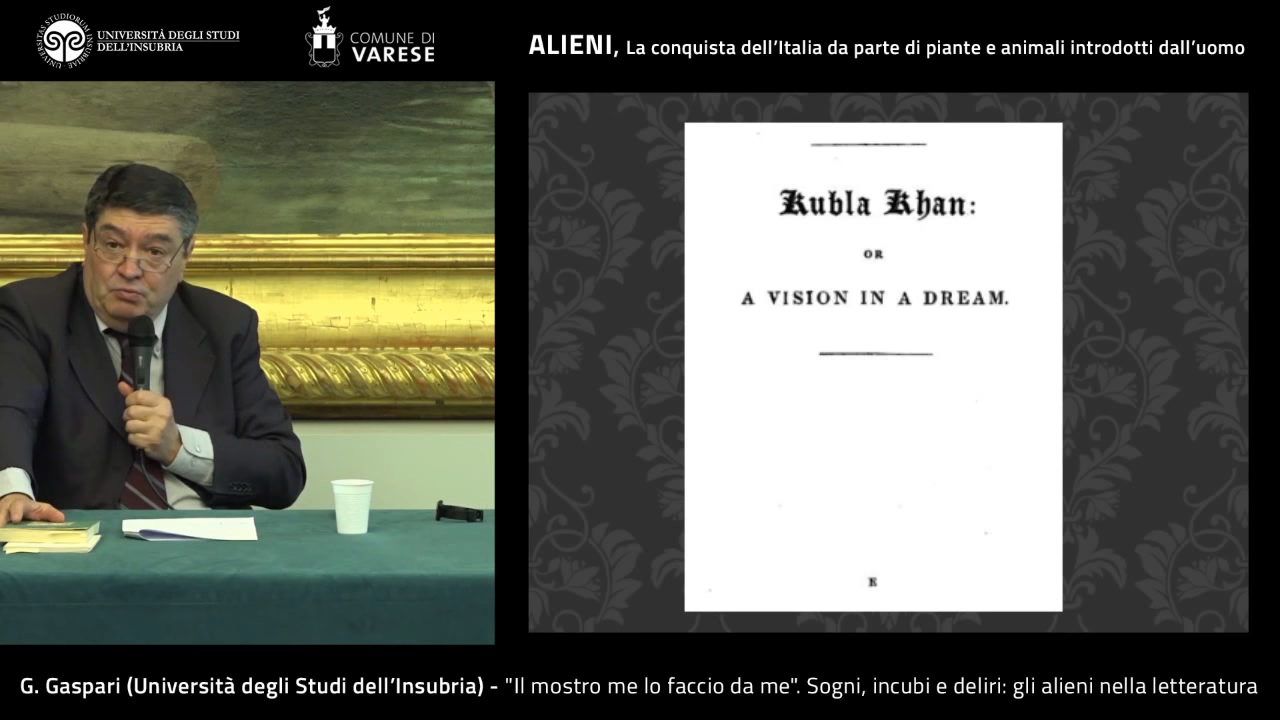 UNIVERSITÀ DEGLI STUDI
DELL'INSUBRIA
COMUNE DI
VARESE
ALIENI, La conquista dell'Italia da parte di piante e animali introdotti dall'uomo
Kubla Khan:
OR
A VISION IN A DREAM.
E
G. Gaspari (Università degli Studi dell'Insubria) - "Il mostro me lo faccio da me". Sogni, incubi e deliri: gli alieni nella letteratura